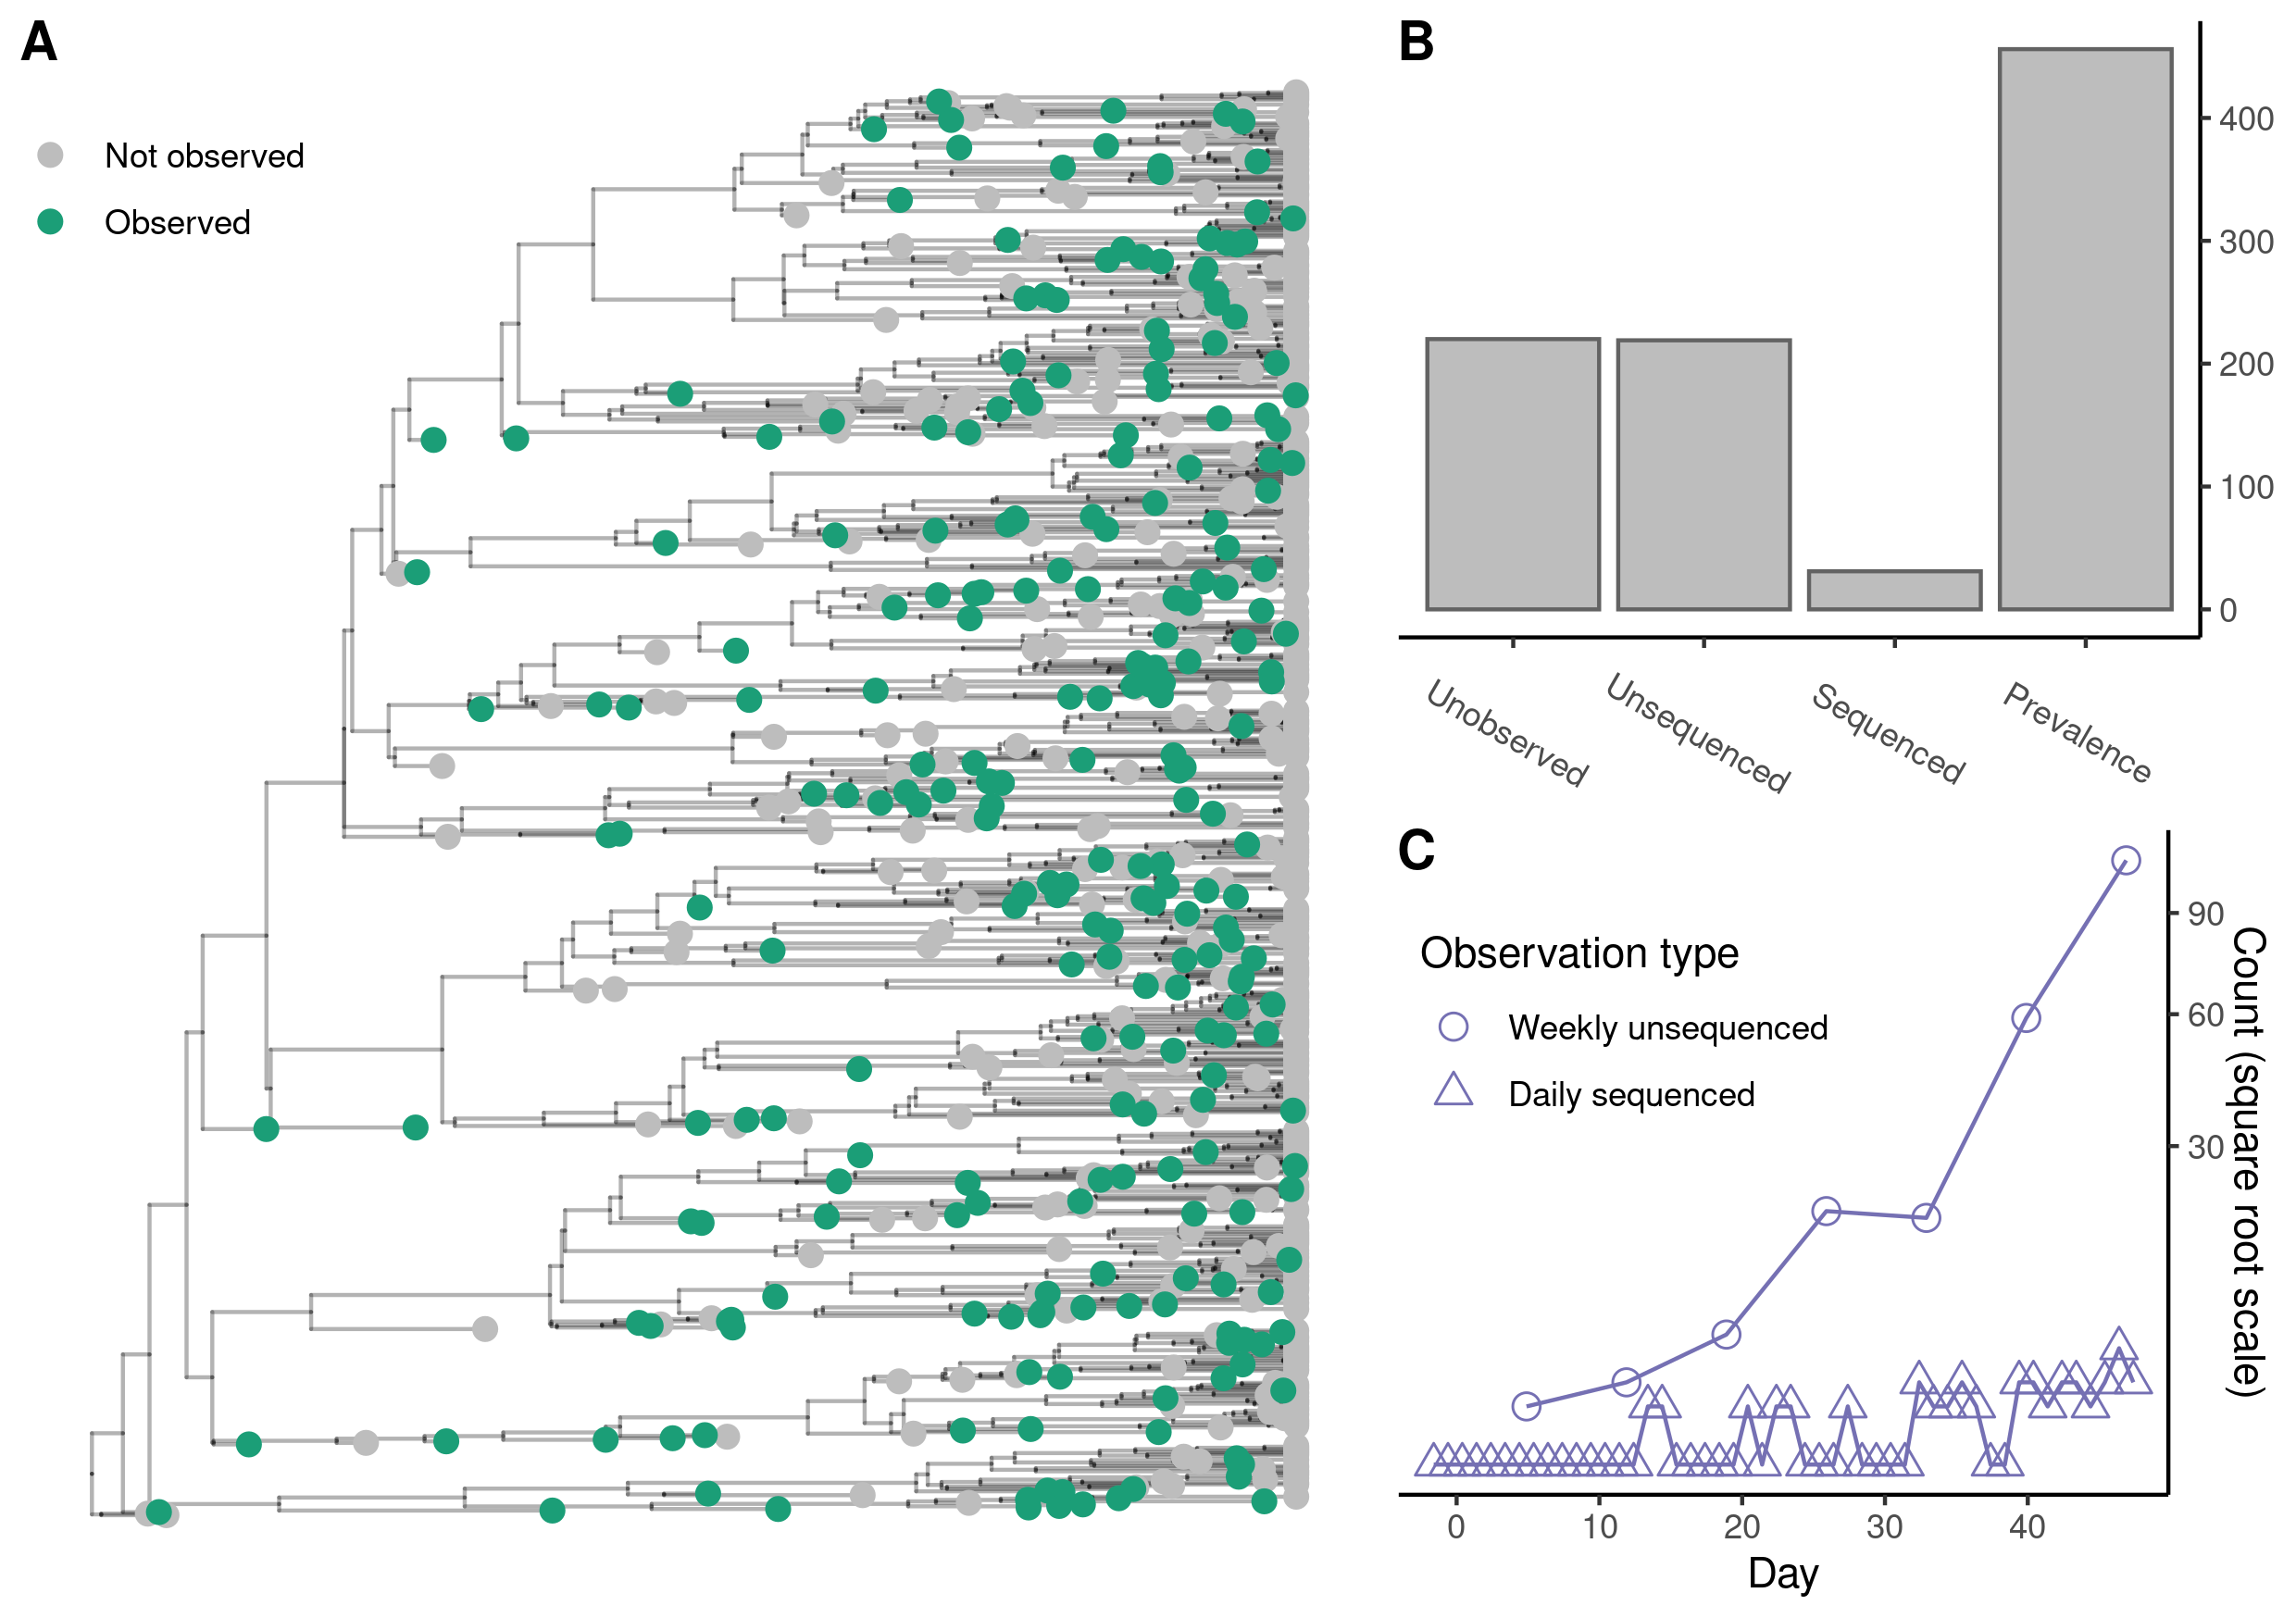 A
Not observed
Observed
B
400
300
200
100
0
Unobserved
Unsequenced
Sequenced
Prevalence
C
Observation type
Weekly unsequenced
Daily sequenced
90
60
30
Count (square root scale)
0 10 20 30 40
Day